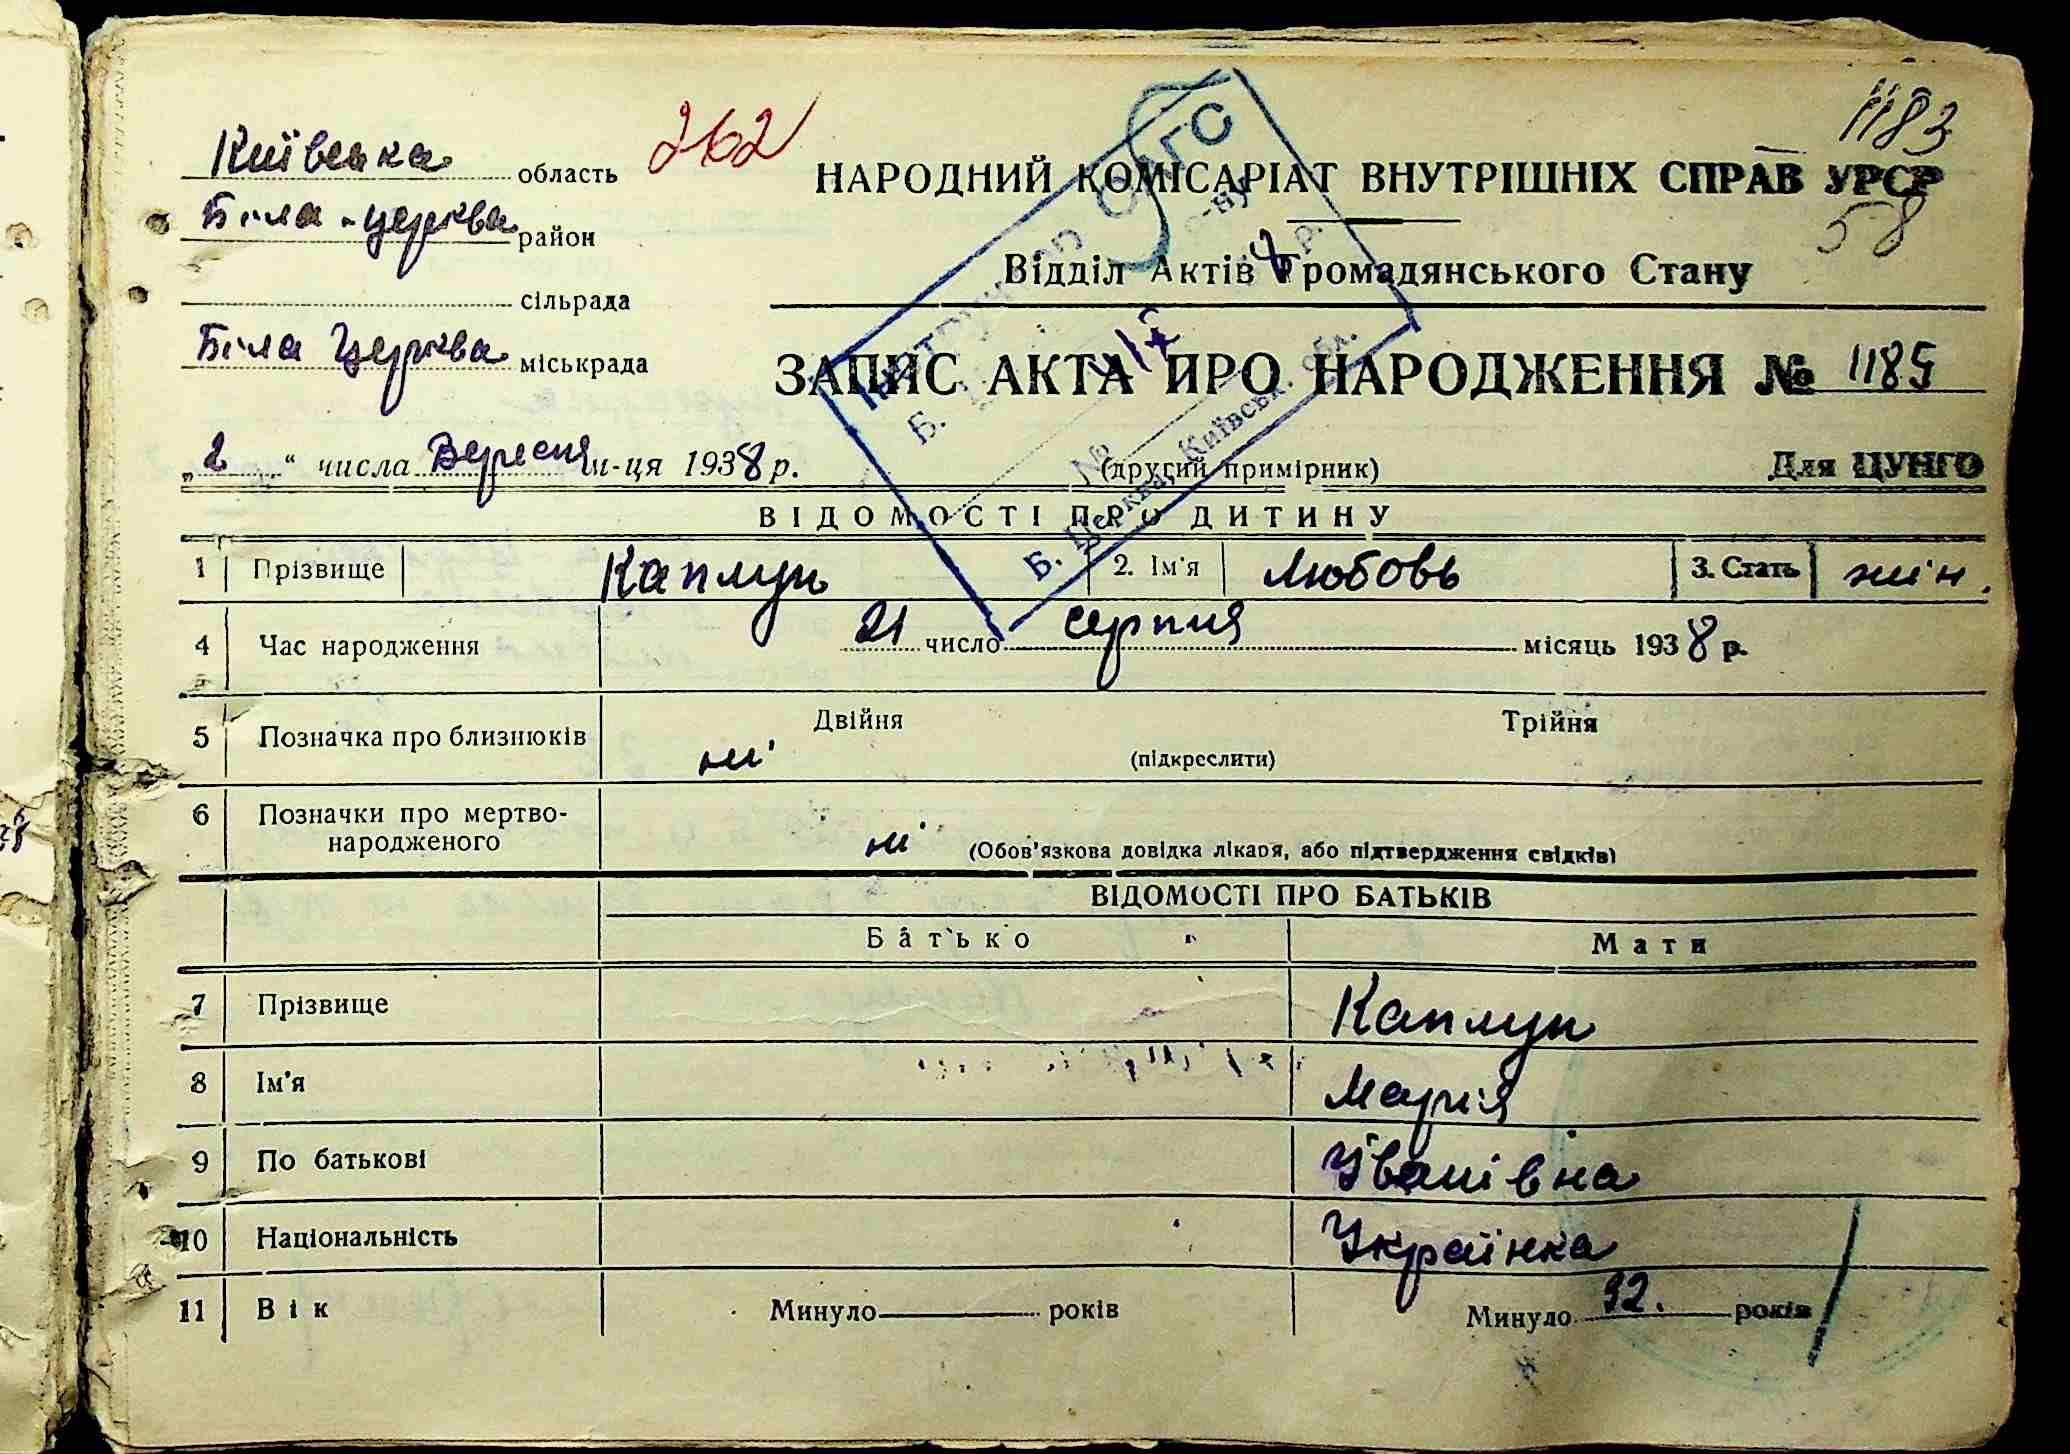 1183
262
Київська область
НАРОДНИЙ КОМІСАРІАТ ВНУТРІШНІХ СПРАВ УРСР
58
Біла-церква район
Відділ Актів Громадянського Стану
сільрада
Біла Церква міськрада
ЗАПИС АКТА ПРО НАРОДЖЕННЯ № 1185
„2“ числа Вересня м-ця 1938 р.
(другий примірник)
Для ЦУНГО
Б. Церква, Київськ. обл.
ВІДОМОСТІ ПРО ДИТИНУ
1 Прізвище Каплун 2. Ім'я Любовь 3. Стать жін.
4 Час народження 21 число серпня місяць 1938 р.
5 Позначка про близнюків Двійня Трійня
ні (підкреслити)
6 Позначки про мертво-
народженого ні (Обов'язкова довідка лікаря, або підтвердження свідків)
ВІДОМОСТІ ПРО БАТЬКІВ
Батько Мати
7 Прізвище Каплун
8 Ім'я Марія
9 По батькові Іванівна
10 Національність Українка
11 Вік Минуло років Минуло 32. років